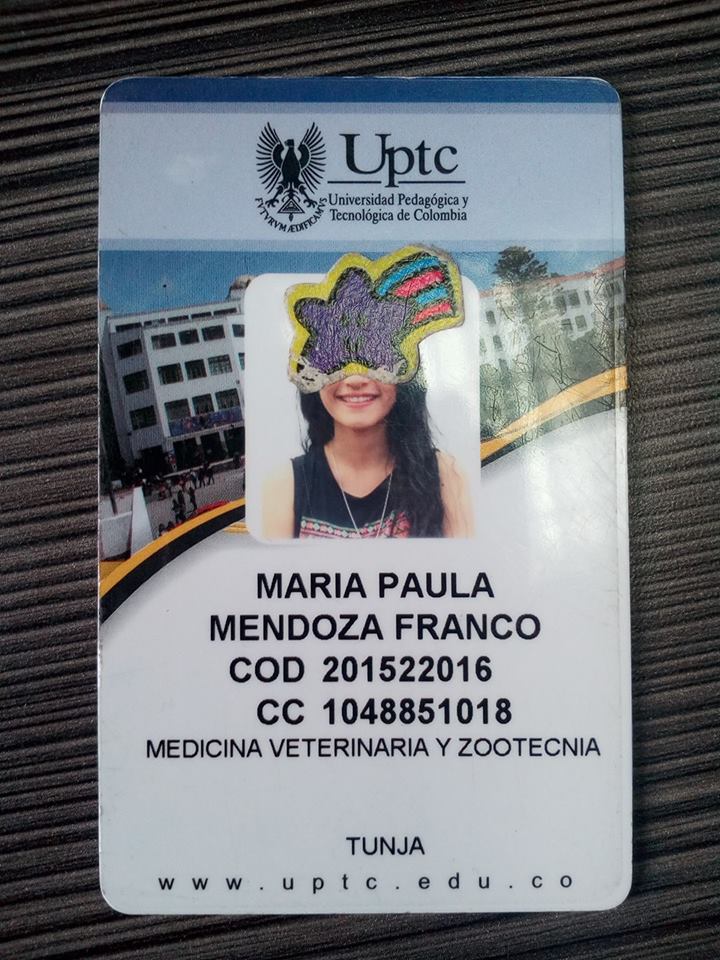 Uptc
Universidad Pedagógica y
Tecnológica de Colombia
FVTVRVM ÆDIFICAMVS
MARIA PAULA
MENDOZA FRANCO
COD 201522016
CC 1048851018
MEDICINA VETERINARIA Y ZOOTECNIA
TUNJA
www.uptc.edu.co